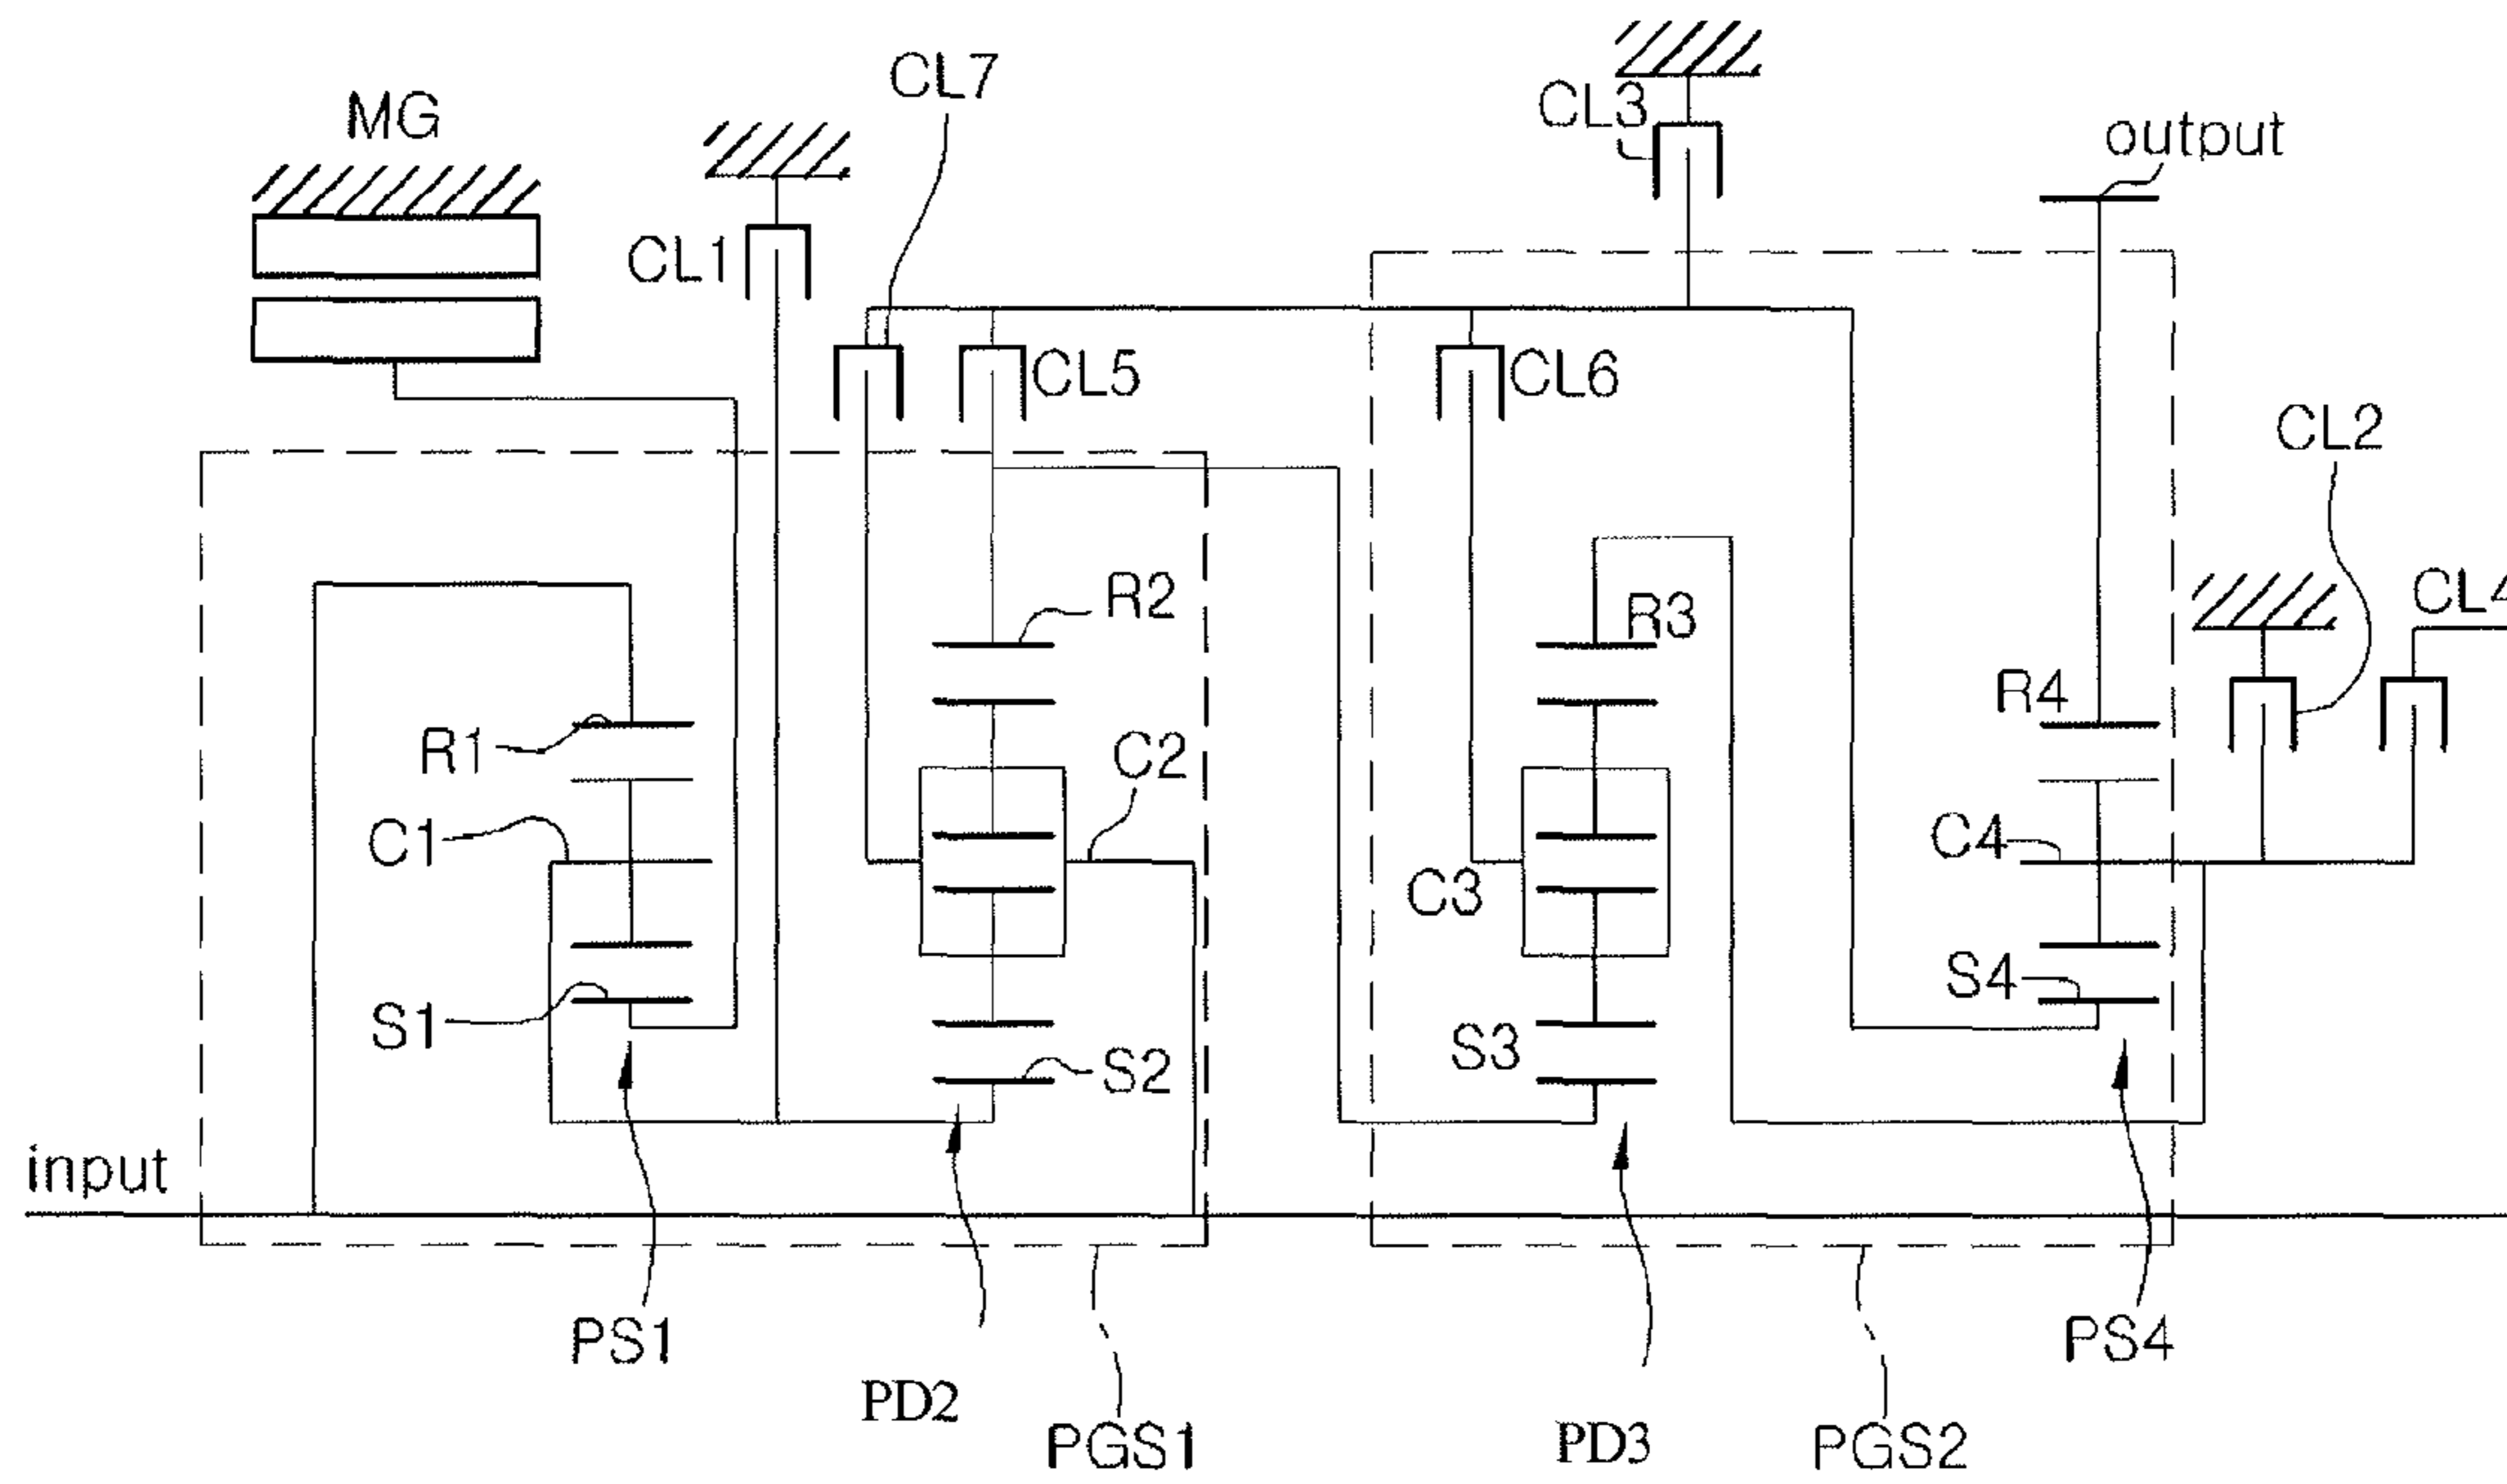 CL7
CL3
MG
output
CL1
CL5
CL6
CL2
R2
CL4
R3
R4
R1
C2
C1
C4
C3
S4
S1
S3
S2
input
PS1
PS4
PD2
PGS1
PD3
PGS2